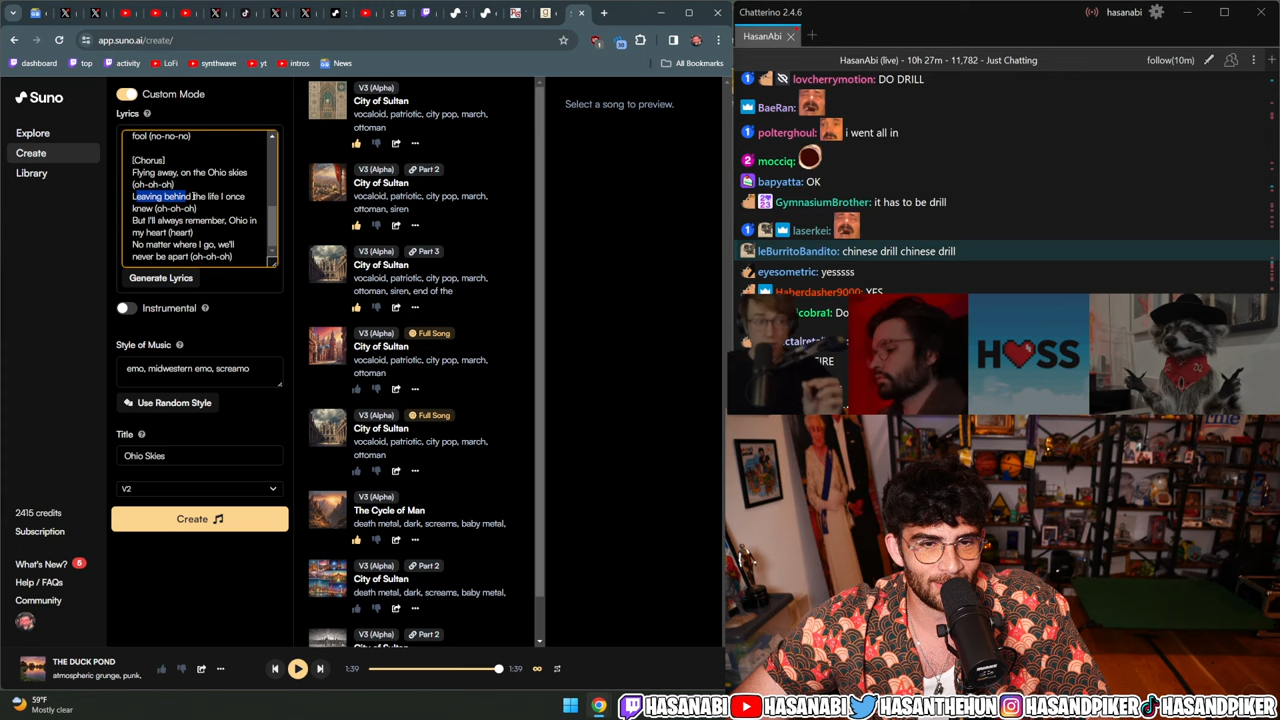 app.suno.ai/create/
dashboard
top
activity
LoFi
synthwave
yt
intros
News
All Bookmarks
Suno
Explore
Create
Library
2415 credits
Subscription
What's New? 6
Help / FAQs
Community
Custom Mode
Lyrics
fool (no-no-no)
[Chorus]
Flying away, on the Ohio skies
(oh-oh-oh)
Leaving behind the life I once
knew (oh-oh-oh)
But I'll always remember, Ohio in
my heart (heart)
No matter where I go, we'll
never be apart (oh-oh-oh)
Generate Lyrics
Instrumental
Style of Music
emo, midwestern emo, screamo
Use Random Style
Title
Ohio Skies
V2
Create
V3 (Alpha)
City of Sultan
vocaloid, patriotic, city pop, march,
ottoman
V3 (Alpha) Part 2
City of Sultan
vocaloid, patriotic, city pop, march,
ottoman, siren
V3 (Alpha) Part 3
City of Sultan
vocaloid, patriotic, city pop, march,
ottoman, siren, end of the
V3 (Alpha) Full Song
City of Sultan
vocaloid, patriotic, city pop, march,
ottoman
V3 (Alpha) Full Song
City of Sultan
vocaloid, patriotic, city pop, march,
ottoman
V3 (Alpha)
The Cycle of Man
death metal, dark, screams, baby metal,
V3 (Alpha) Part 2
City of Sultan
death metal, dark, screams, baby metal,
V3 (Alpha) Part 2
Select a song to preview.
THE DUCK POND
atmospheric grunge, punk,
1:39
1:39
59°F
Mostly clear
Chatterino 2.4.6
hasanabi
HasanAbi
HasanAbi (live) - 10h 27m - 11,782 - Just Chatting
follow(10m)
lovcherrymotion: DO DRILL
BaeRan:
polterghoul: i went all in
mocciq:
bapyatta: OK
GymnasiumBrother: it has to be drill
laserkei:
leBurritoBandito: chinese drill chinese drill
eyesometric: yesssss
Haberdasher9000: YES
H SS
HASANABI
HASANABI
HASANTHEHUN
HASANDPIKER
HASANDPIKER